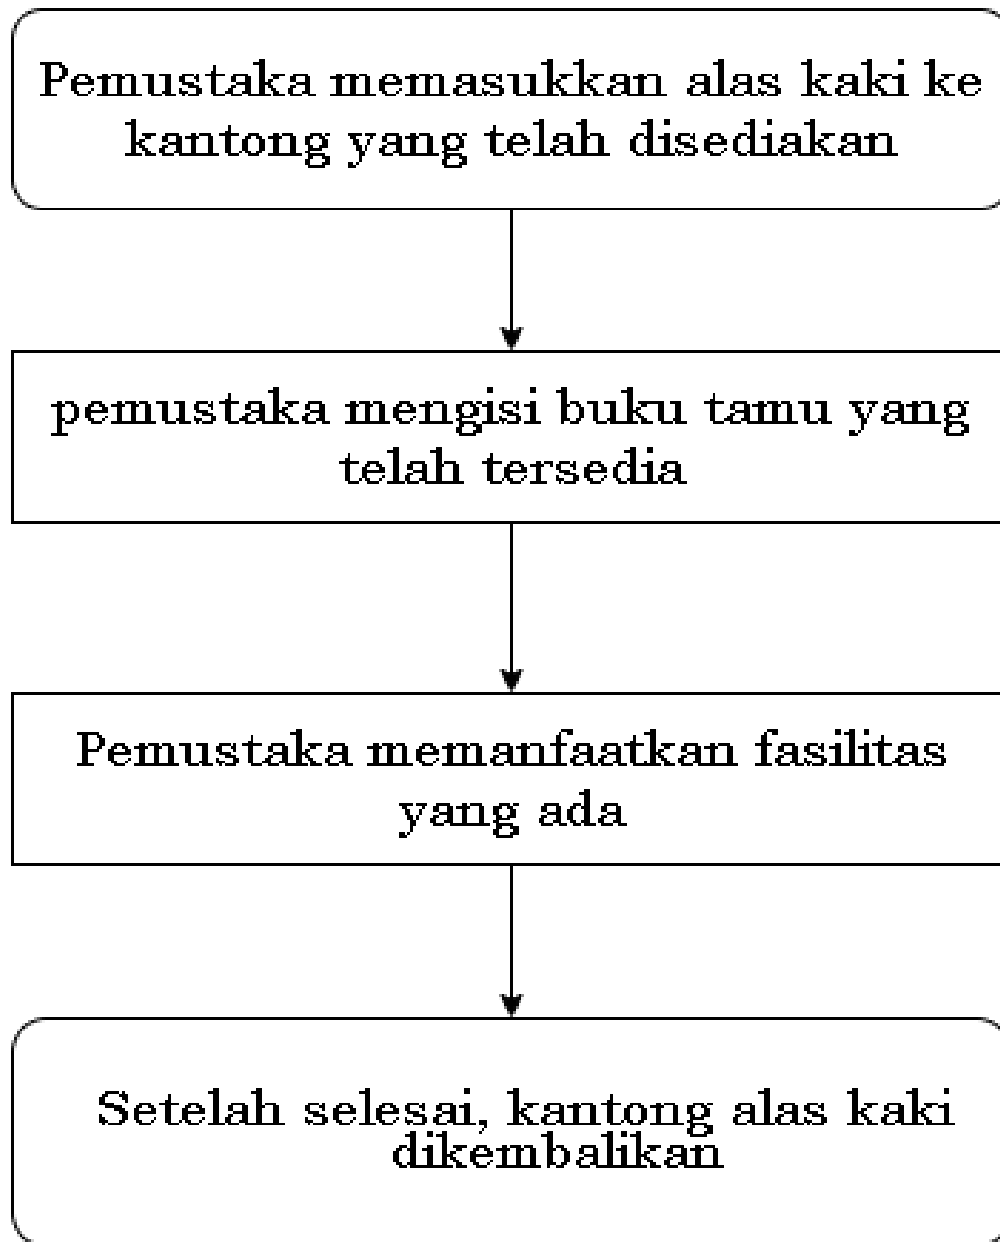 Pemustaka memasukkan alas kaki ke
kantong yang telah disediakan
pemustaka mengisi buku tamu yang
telah tersedia
Pemustaka memanfaatkan fasilitas
yang ada
Setelah selesai, kantong alas kaki
dikembalikan